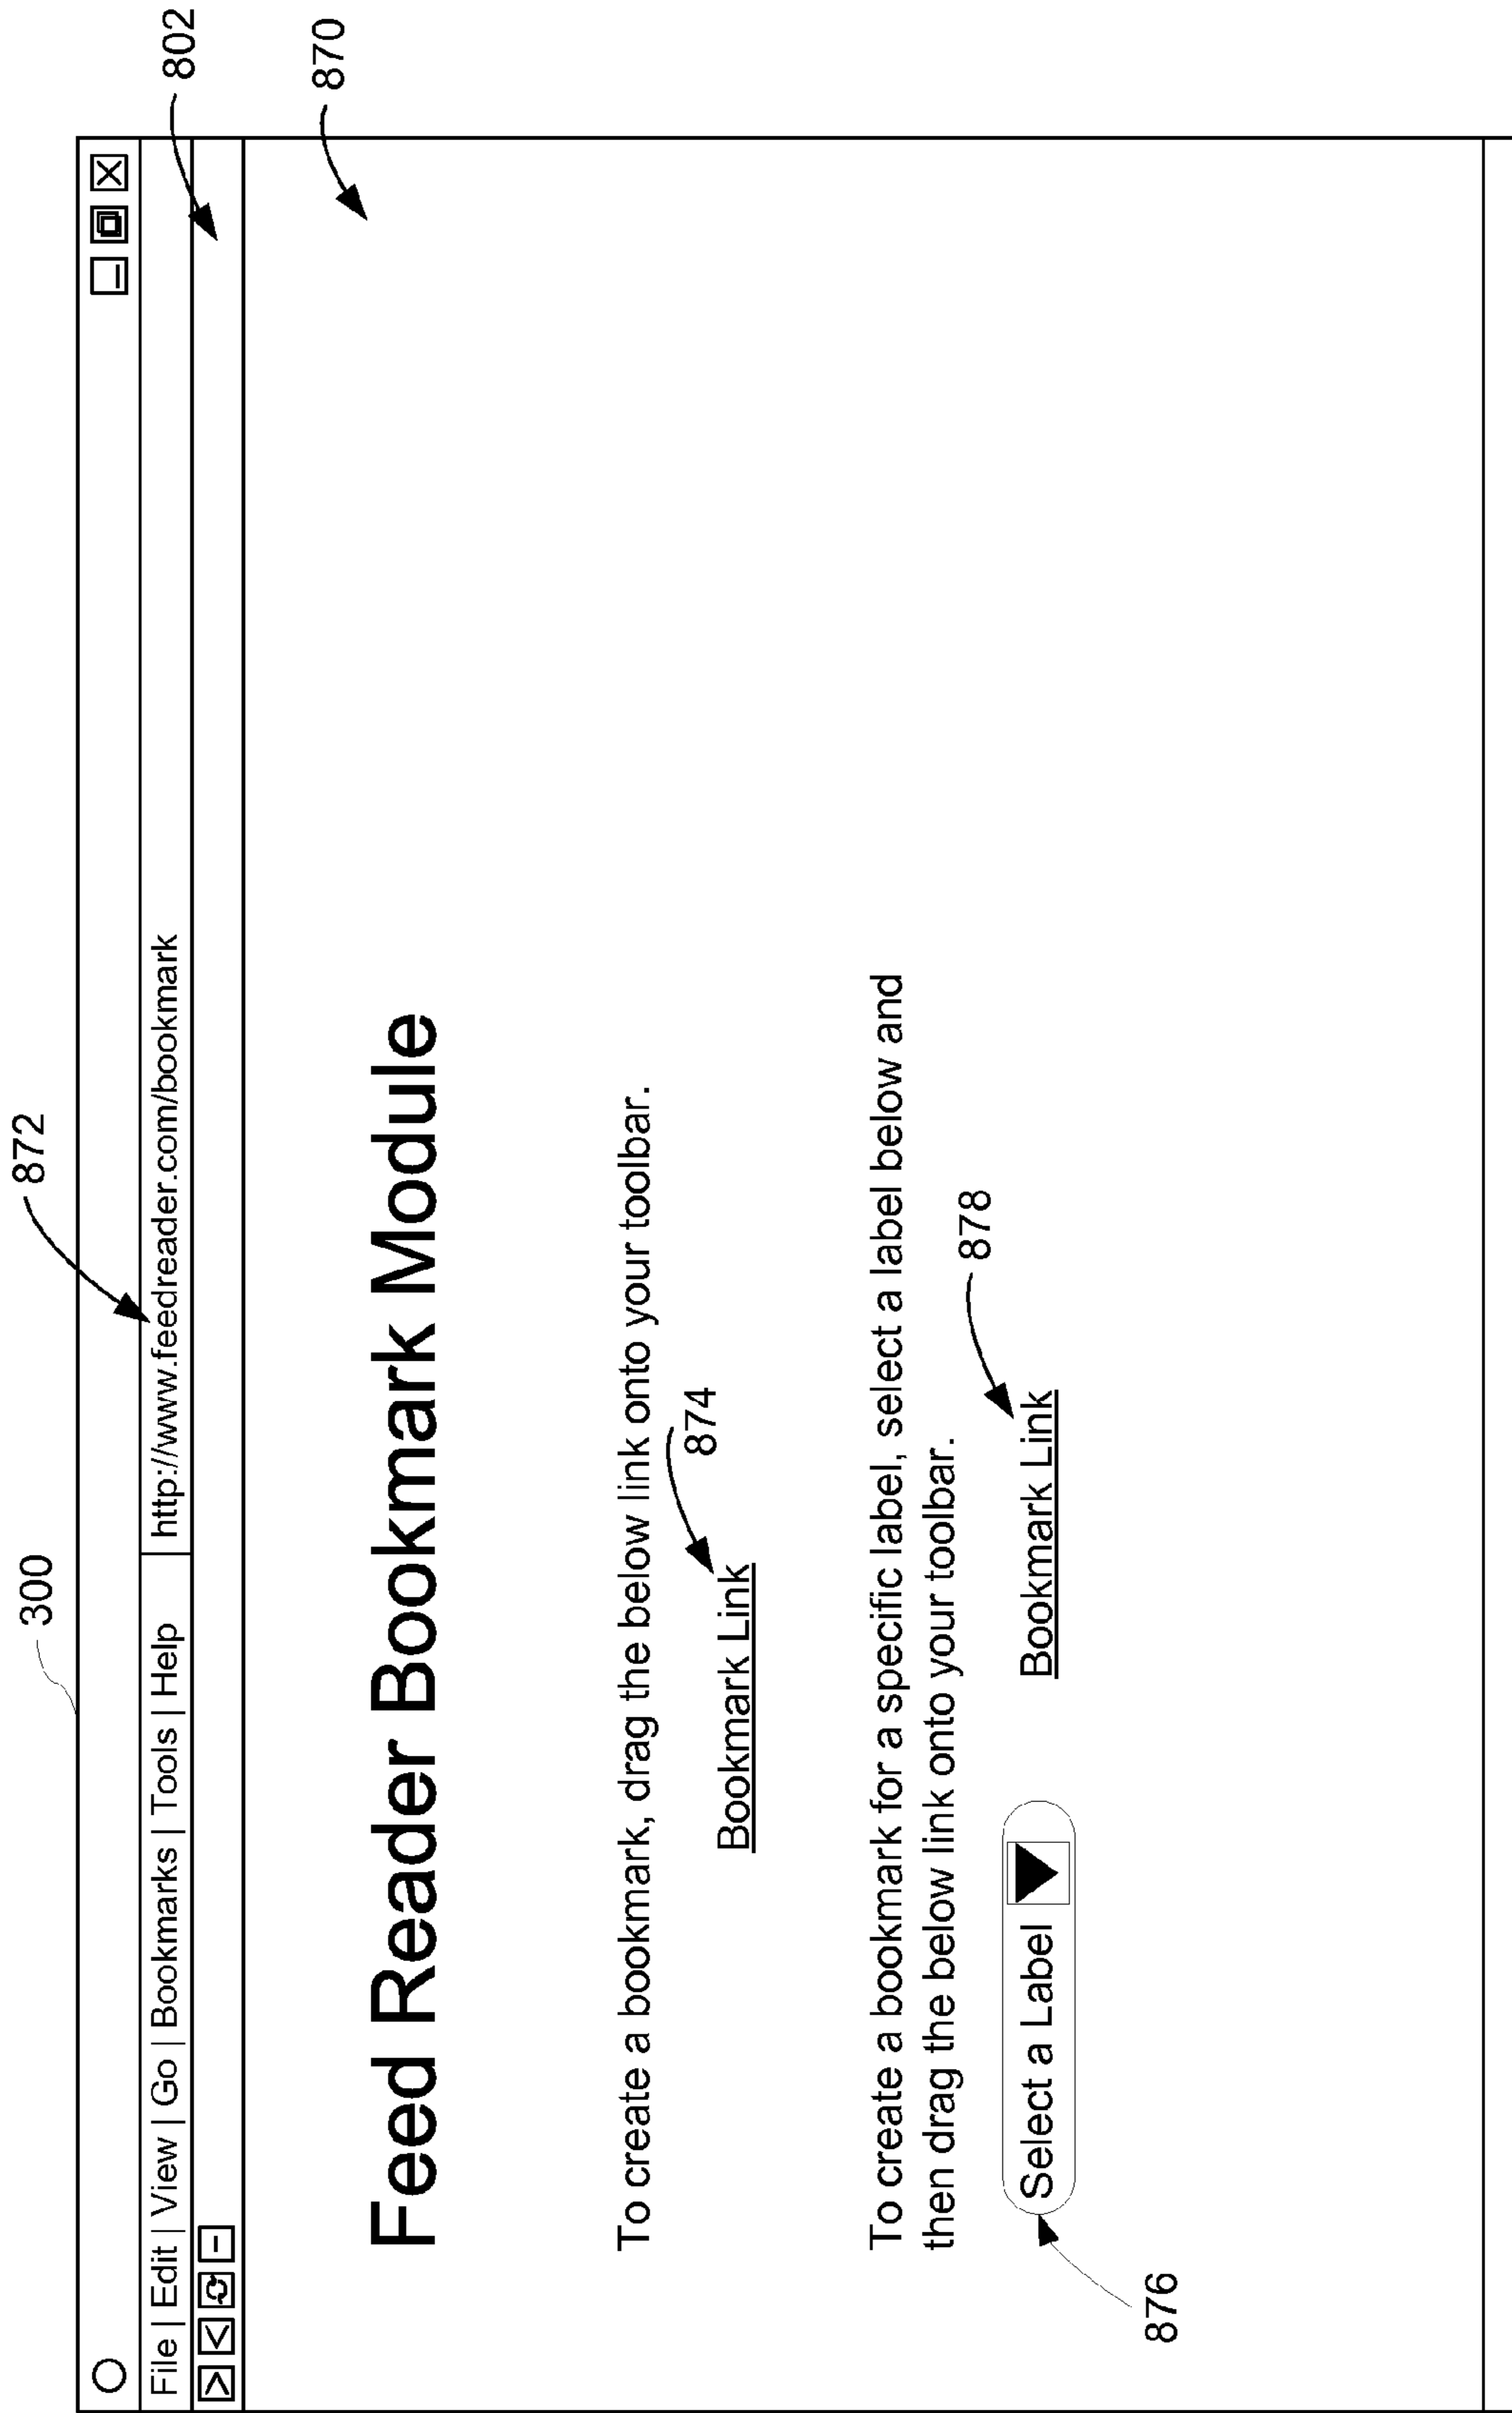 300
872
802
870
File | Edit | View | Go | Bookmarks | Tools | Help | http://www.feedreader.com/bookmark
Feed Reader Bookmark Module
To create a bookmark, drag the below link onto your toolbar.
874
Bookmark Link
To create a bookmark for a specific label, select a label below and
then drag the below link onto your toolbar.
878
Select a Label
Bookmark Link
876